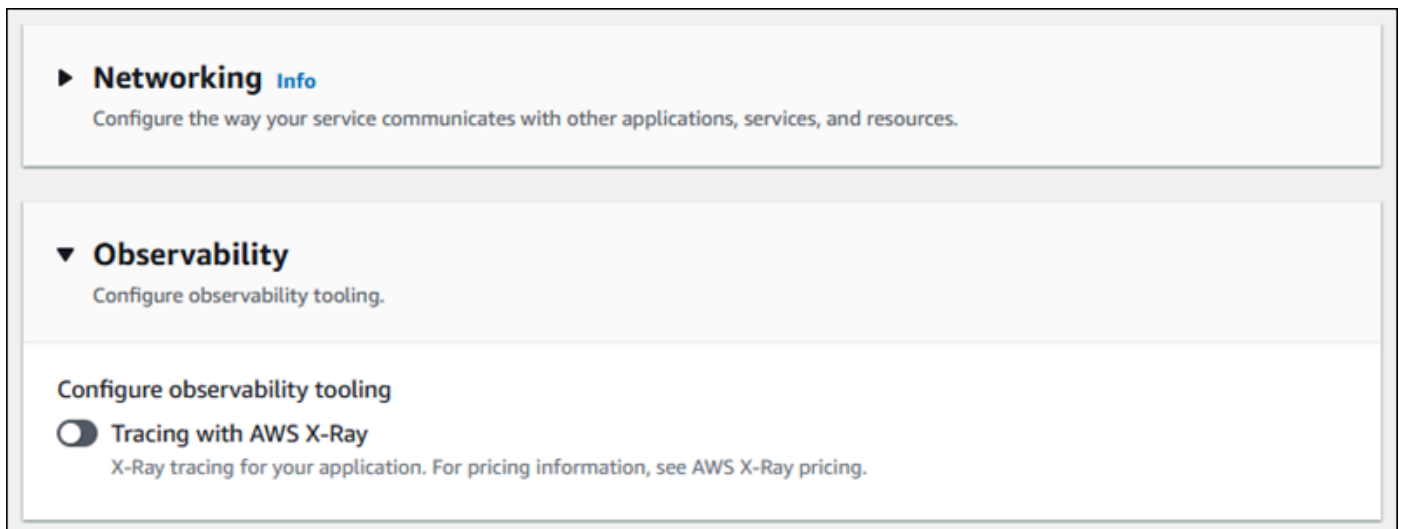 Networking Info
Configure the way your service communicates with other applications, services, and resources.
Observability
Configure observability tooling.
Configure observability tooling
Tracing with AWS X-Ray
X-Ray tracing for your application. For pricing information, see AWS X-Ray pricing.